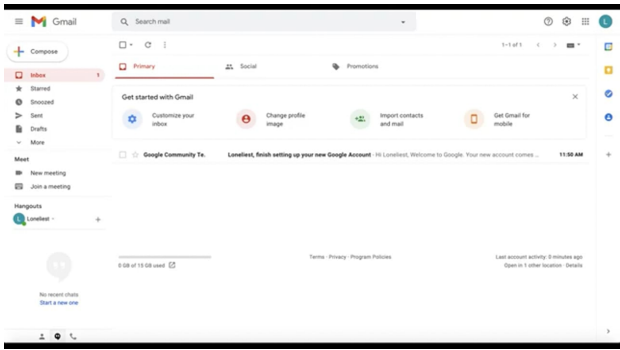 Gmail
Search mail
L
Compose
1–1 of 1
Inbox 1
Primary
Social
Promotions
Starred
Snoozed
Sent
Drafts
More
Get started with Gmail
Customize your
inbox
Change profile
image
Import contacts
and mail
Get Gmail for
mobile
Google Community Te. Loneliest, finish setting up your new Google Account - Hi Loneliest, Welcome to Google. Your new account comes ... 11:50 AM
Meet
New meeting
Join a meeting
Hangouts
L Loneliest
No recent chats
Start a new one
0 GB of 15 GB used
Terms · Privacy · Program Policies
Last account activity: 0 minutes ago
Open in 1 other location · Details